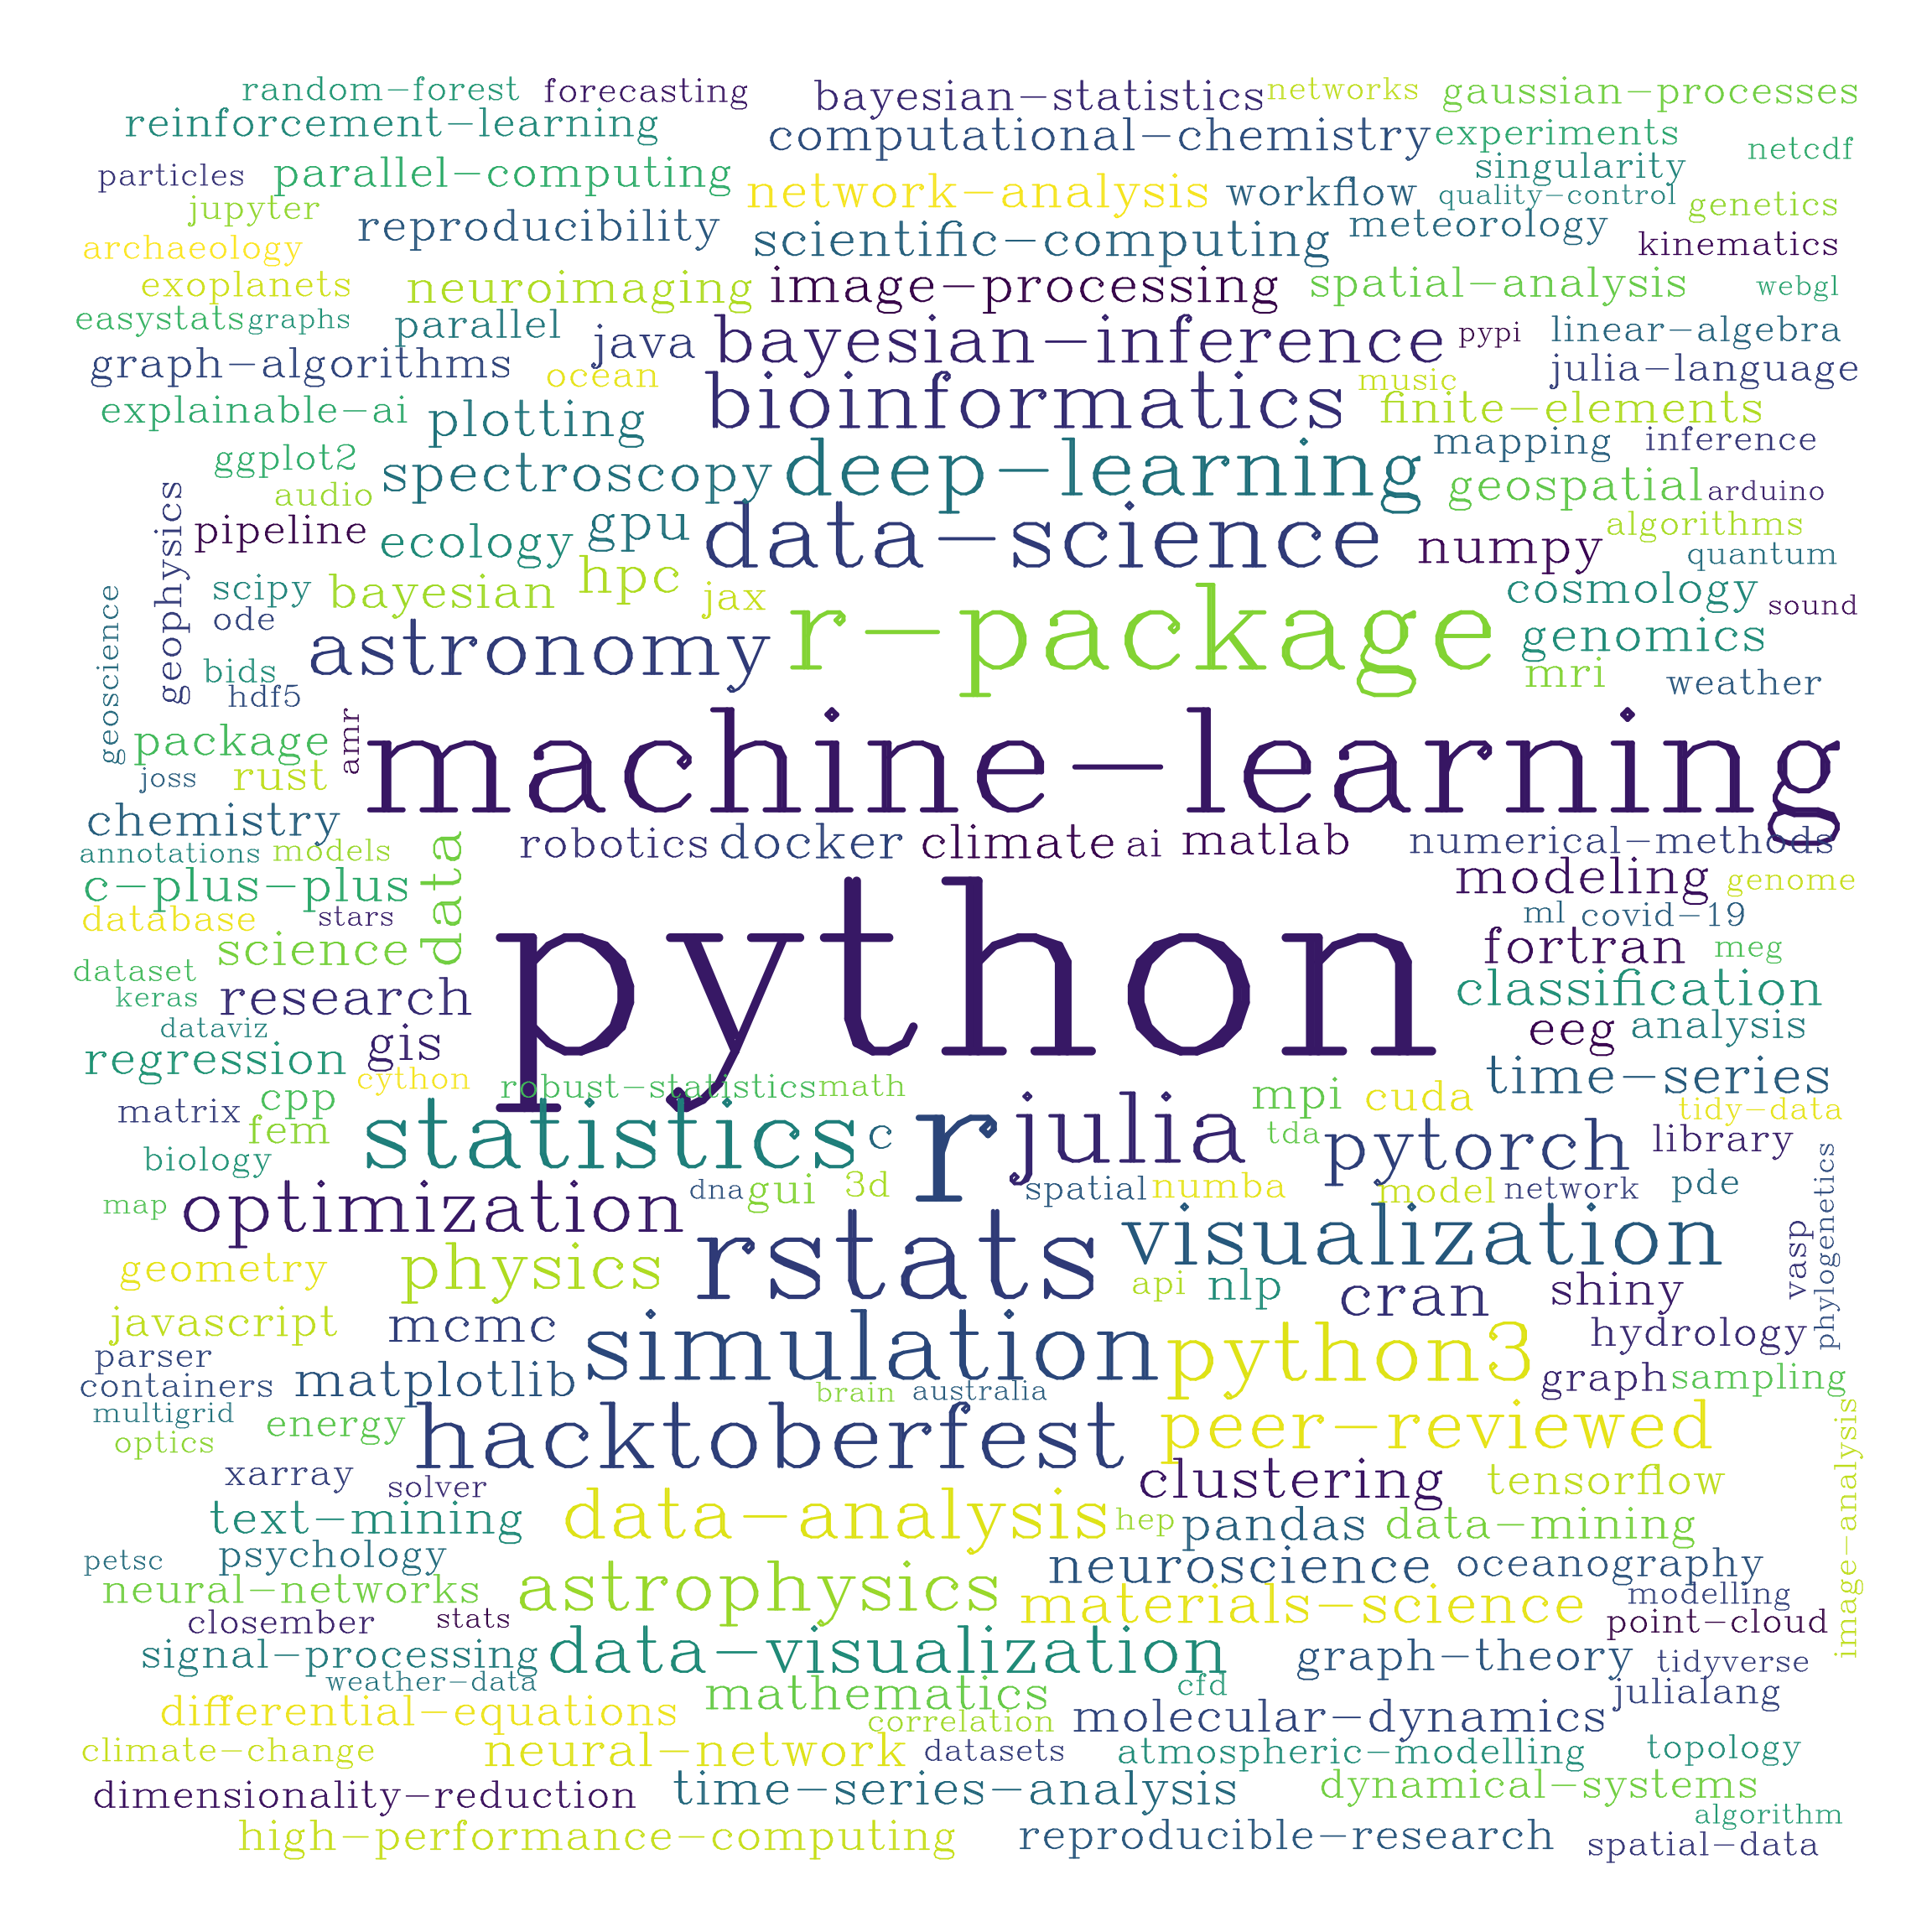 random-forest
forecasting
bayesian-statistics
networks
gaussian-processes
reinforcement-learning
computational-chemistry
experiments
netcdf
particles
parallel-computing
singularity
network-analysis
workflow
quality-control
jupyter
reproducibility
scientific-computing
meteorology
genetics
archaeology
kinematics
exoplanets
neuroimaging
image-processing
spatial-analysis
webgl
easystats
graphs
parallel
java
bayesian-inference
pypi
linear-algebra
graph-algorithms
ocean
bioinformatics
music
julia-language
explainable-ai
plotting
finite-elements
ggplot2
spectroscopy
deep-learning
mapping
inference
audio
geospatial
arduino
geophysics
pipeline
ecology
gpu
data-science
numpy
algorithms
quantum
geoscience
scipy
bayesian
hpc
jax
r-package
cosmology
sound
ode
astronomy
genomics
bids
mri
weather
hdf5
package
amr
machine-learning
joss
rust
chemistry
robotics
docker
climate
ai
matlab
numerical-methods
annotations
models
data
c-plus-plus
modeling
genome
database
stars
python
ml
covid-19
science
fortran
meg
dataset
keras
research
classification
dataviz
gis
eeg
analysis
regression
cython
robust-statistics
math
time-series
matrix
cpp
mpi
cuda
tidy-data
fem
statistics
c
r
julia
tda
pytorch
library
biology
map
optimization
dna
gui
3d
spatial
numba
model
network
pde
phylogenetics
geometry
physics
rstats
visualization
vasp
api
nlp
cran
shiny
javascript
mcmc
simulation
python3
hydrology
parser
containers
matplotlib
brain
australia
graph
sampling
multigrid
energy
hacktoberfest
peer-reviewed
image-analysis
optics
xarray
solver
clustering
tensorflow
text-mining
data-analysis
hep
pandas
data-mining
petsc
psychology
neuroscience
oceanography
neural-networks
astrophysics
materials-science
modelling
closember
stats
point-cloud
signal-processing
data-visualization
graph-theory
tidyverse
weather-data
mathematics
cfd
julialang
differential-equations
correlation
molecular-dynamics
climate-change
neural-network
datasets
atmospheric-modelling
topology
dimensionality-reduction
time-series-analysis
dynamical-systems
algorithm
high-performance-computing
reproducible-research
spatial-data